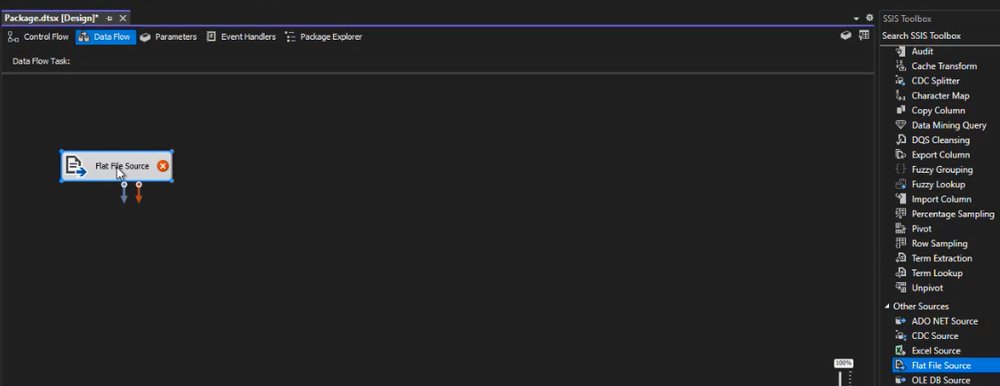 Package.dtsx [Design]*
SSIS Toolbox
Control Flow
Data Flow
Parameters
Event Handlers
Package Explorer
Search SSIS Toolbox
Data Flow Task:
Audit
Cache Transform
CDC Splitter
Character Map
Copy Column
Data Mining Query
DQS Cleansing
Export Column
Fuzzy Grouping
Fuzzy Lookup
Import Column
Percentage Sampling
Pivot
Row Sampling
Term Extraction
Term Lookup
Unpivot
Other Sources
ADO NET Source
CDC Source
Excel Source
Flat File Source
OLE DB Source
Flat File Source
100%